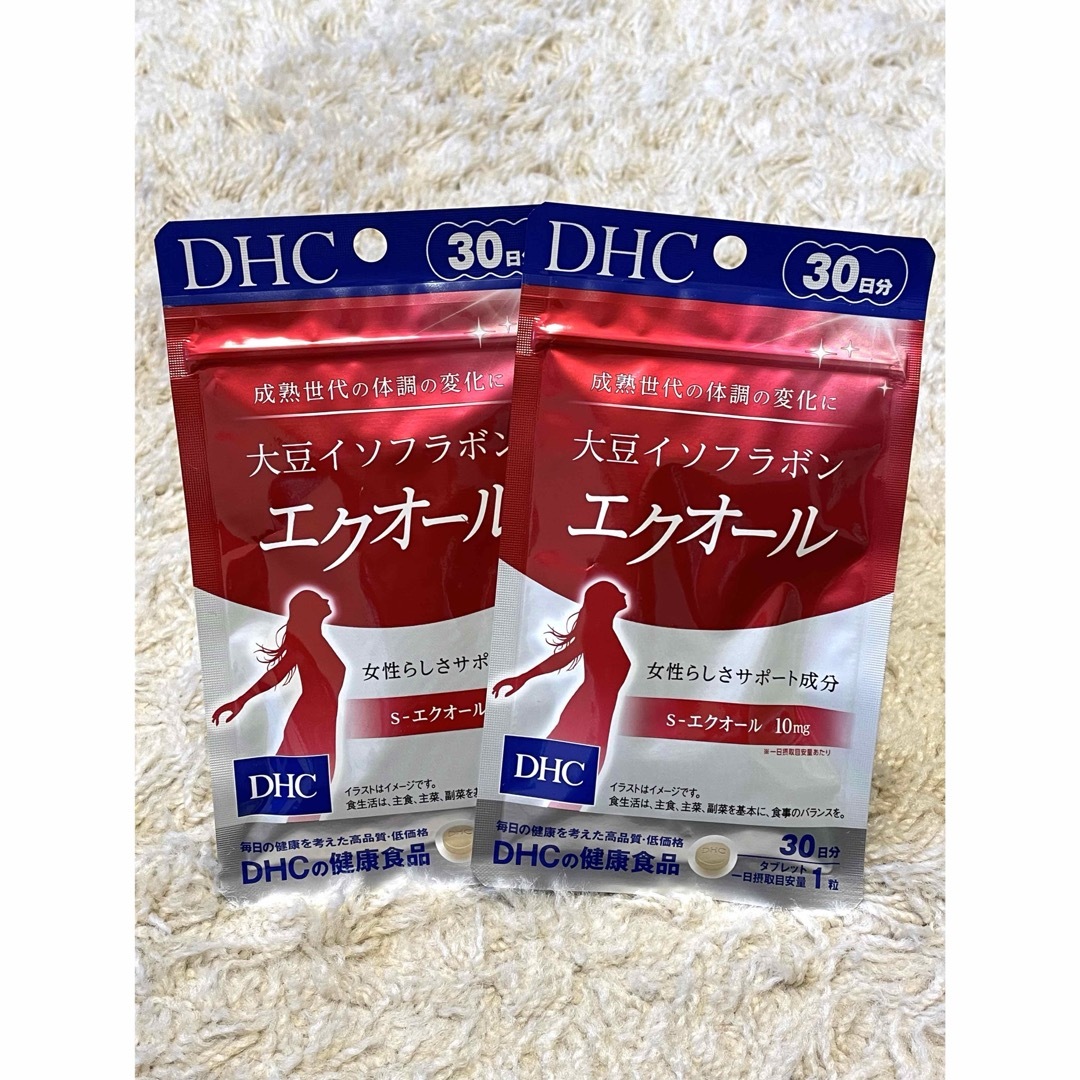 DHC
30日分
成熟世代の体調の変化に
大豆イソフラボン
エクオール
女性らしさサポ
S-エクオール
DHC
イラストはイメージです。
食生活は、主食、主菜、副菜を
毎日の健康を考えた高品質・低価格
DHCの健康食品
DHC
30日分
成熟世代の体調の変化に
大豆イソフラボン
エクオール
女性らしさサポート成分
S-エクオール 10mg
※一日摂取目安量あたり
DHC
イラストはイメージです。
食生活は、主食、主菜、副菜を基本に、食事のバランスを。
毎日の健康を考えた高品質・低価格
DHCの健康食品
DHC
30日分
タブレット
一日摂取目安量 1粒